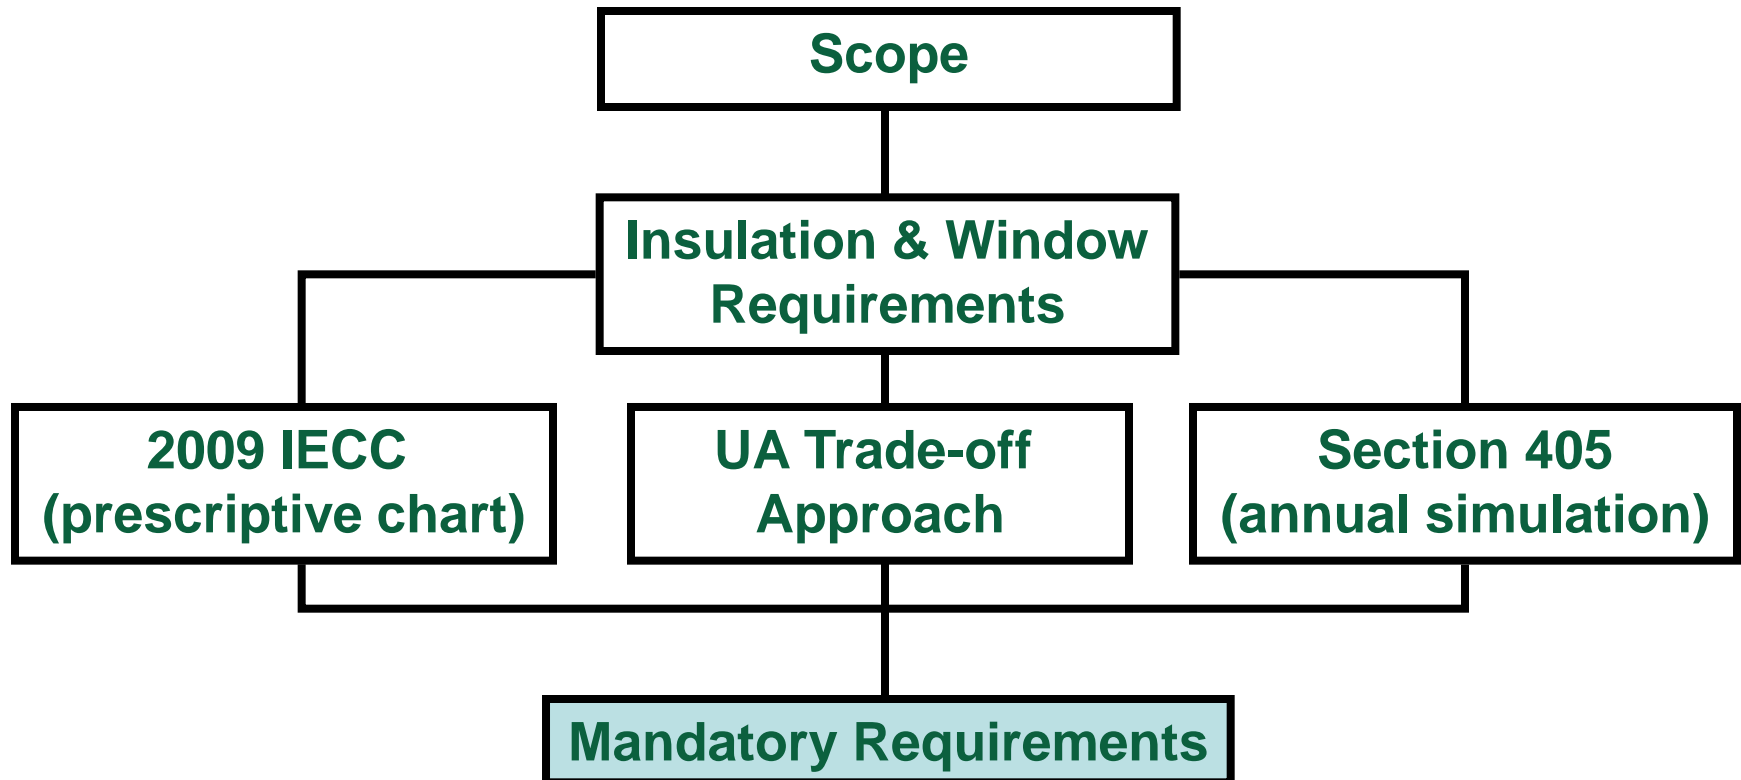 Scope
Insulation & Window
Requirements
2009 IECC
(prescriptive chart)
UA Trade-off
Approach
Section 405
(annual simulation)
Mandatory Requirements